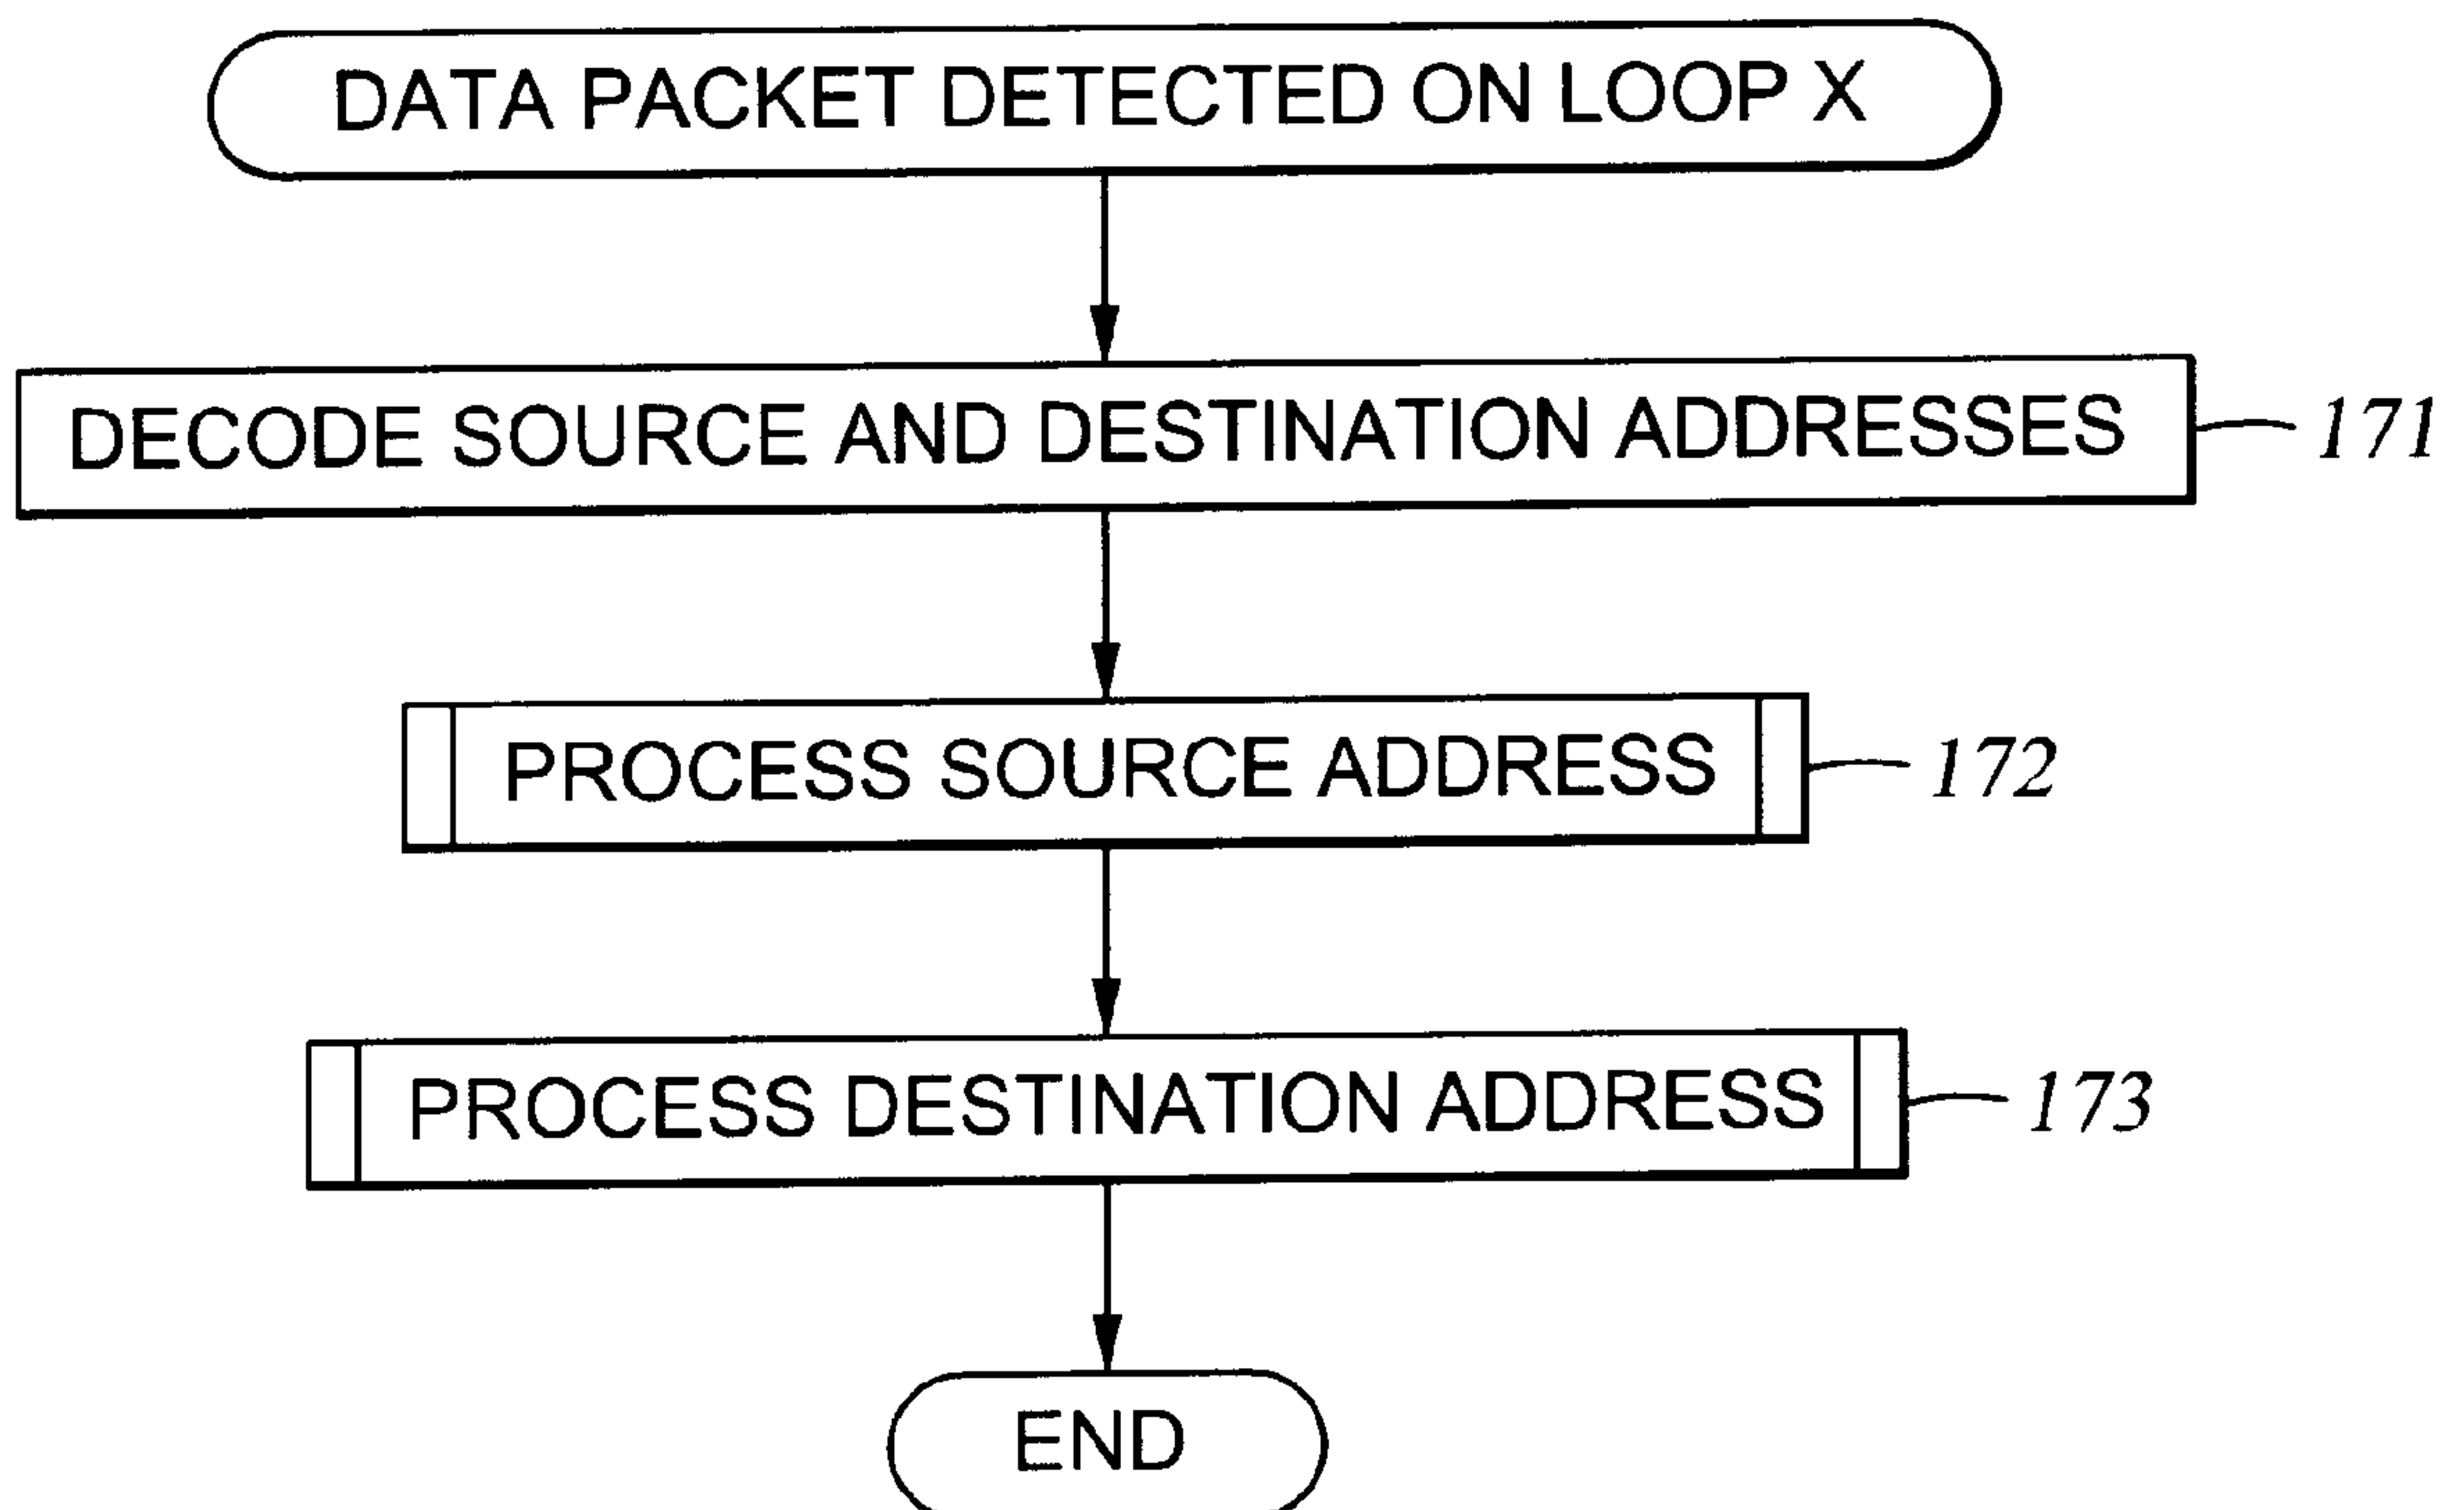 DATA PACKET DETECTED ON LOOP X
DECODE SOURCE AND DESTINATION ADDRESSES 171
PROCESS SOURCE ADDRESS 172
PROCESS DESTINATION ADDRESS 173
END